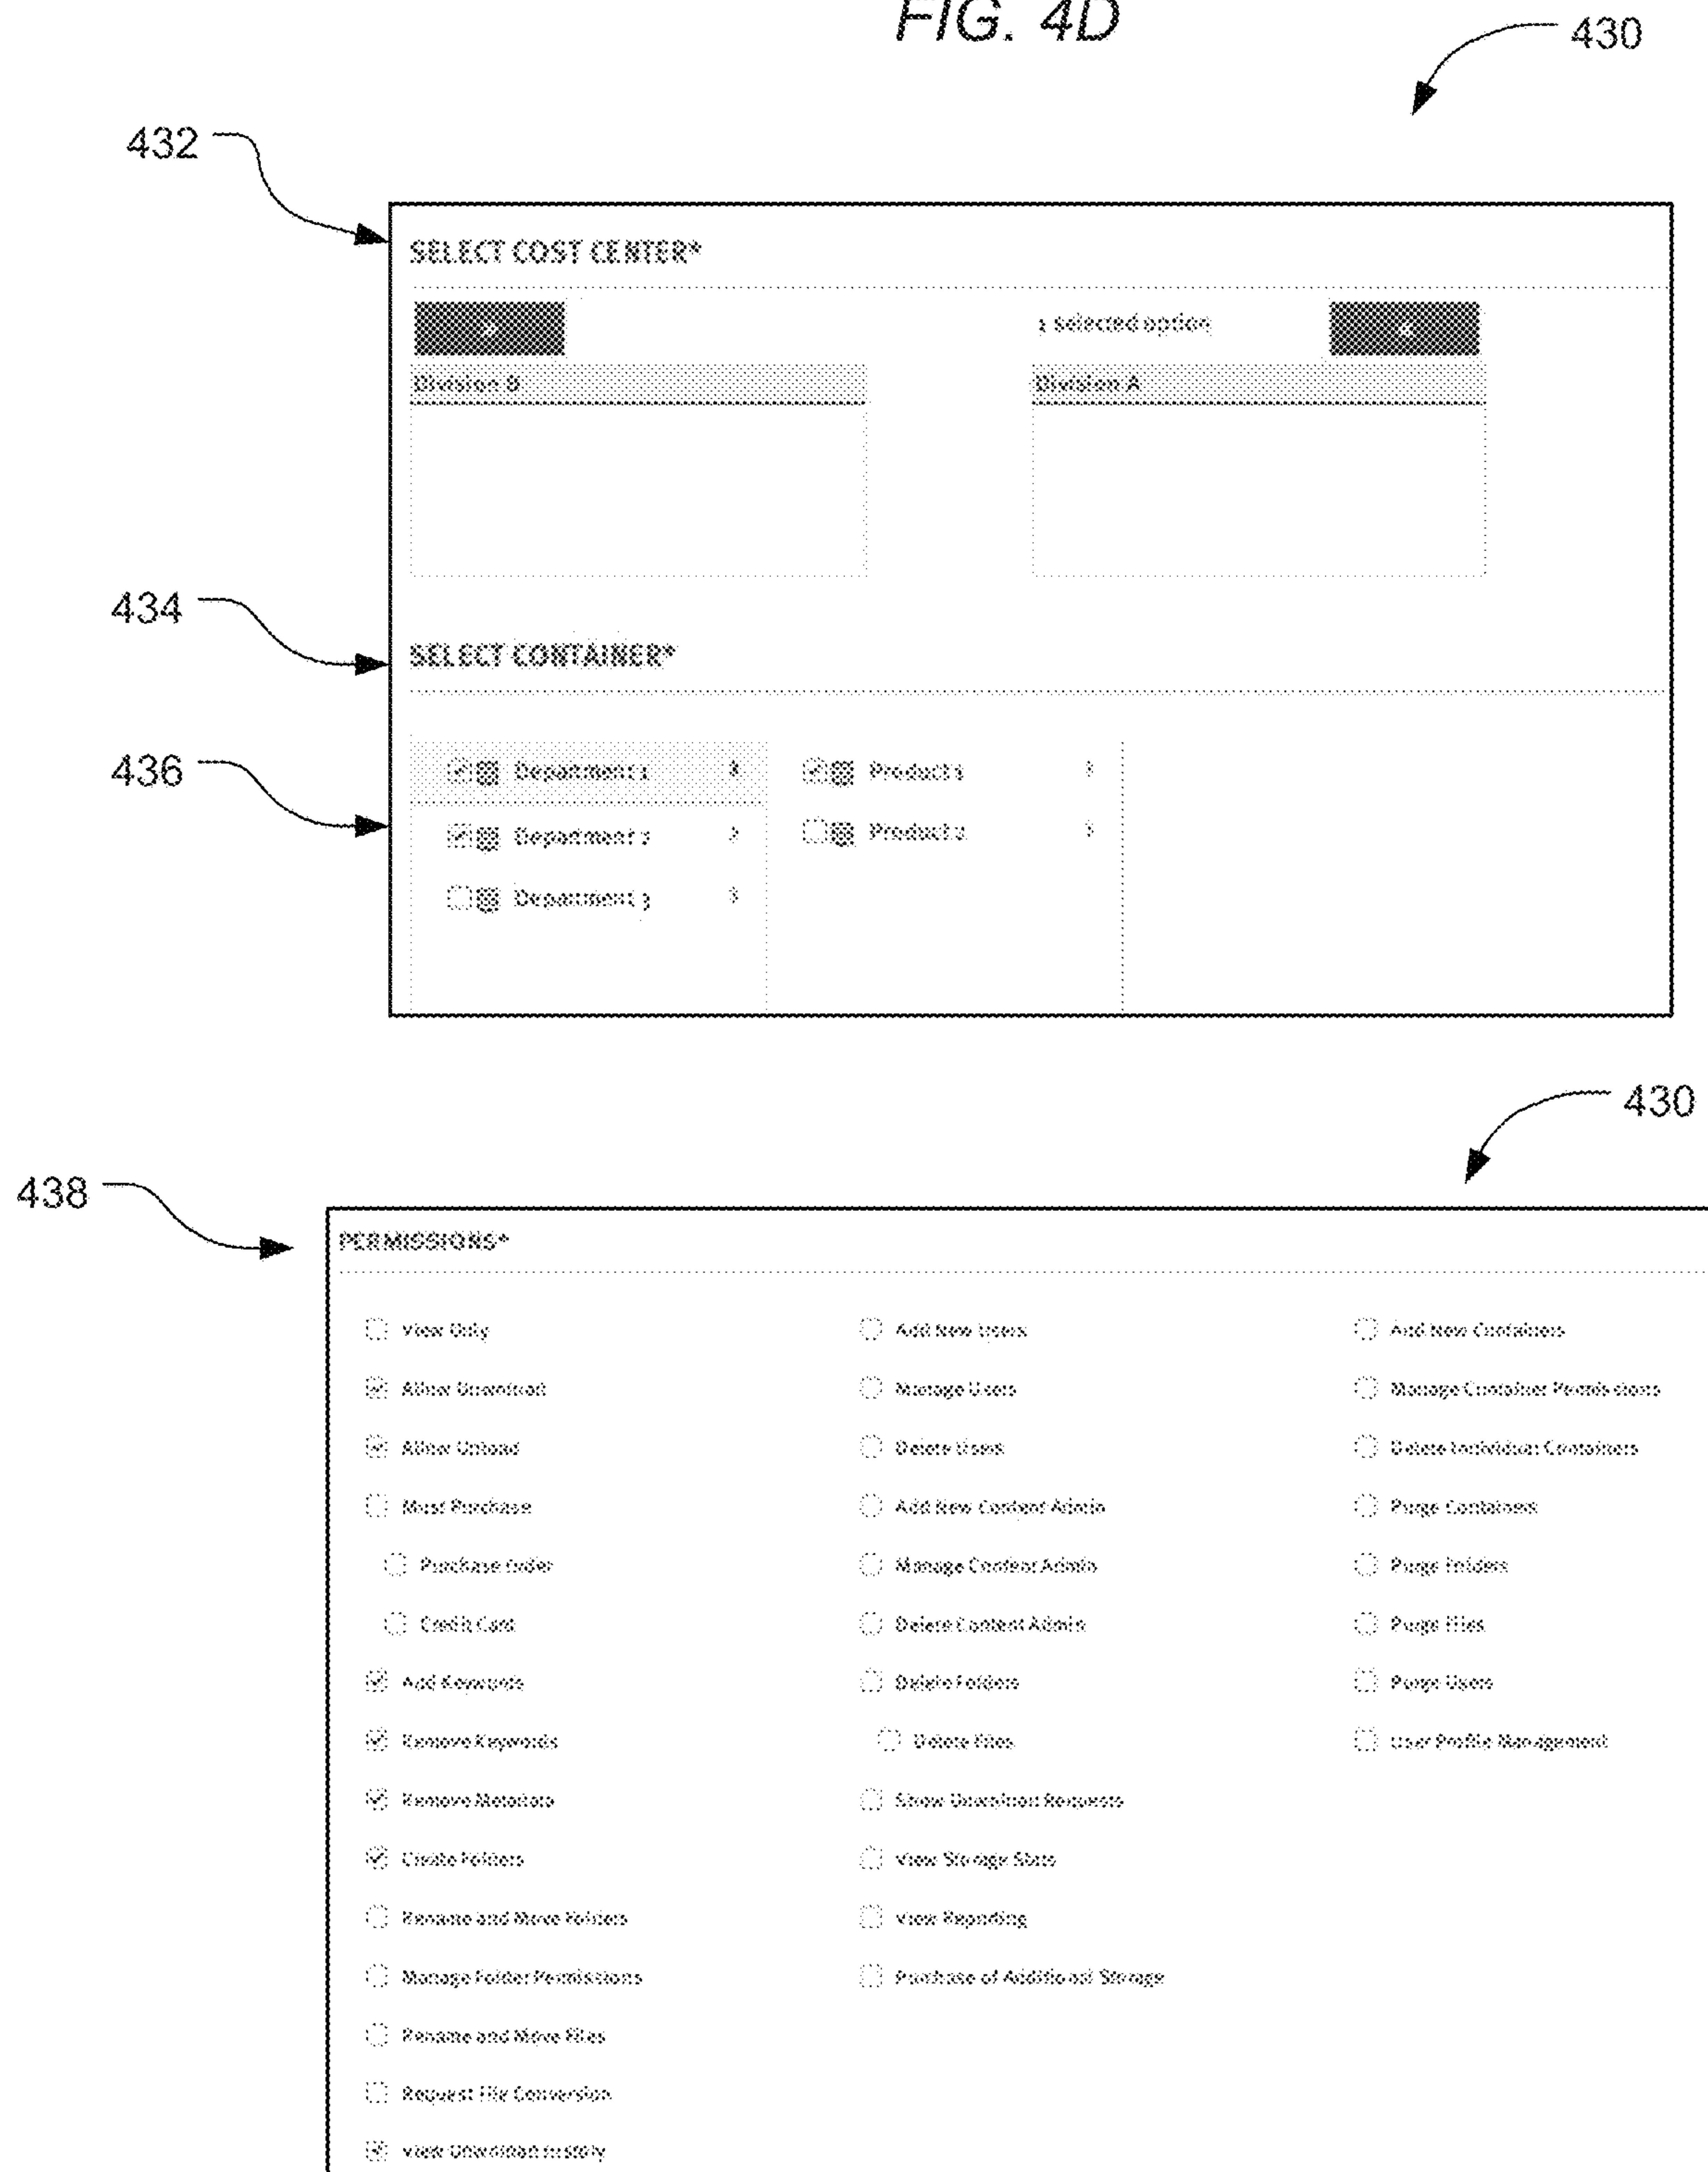 FIG. 4D
430
432
SELECT COST CENTER*
1 selected option
Division B
Division A
434
SELECT CONTAINER*
436
Department 1
Product 1
Department 2
Product 2
Department 3
430
438
PERMISSIONS*
View Only
Add New Users
Add New Containers
Allow Download
Manage Users
Manage Container Permissions
Allow Upload
Delete Users
Delete Individual Containers
Must Purchase
Add New Content Admin
Purge Containers
Purchase Order
Manage Content Admin
Purge Folders
Credit Card
Delete Content Admin
Purge Files
Add Keywords
Delete Folders
Purge Users
Remove Keywords
Delete Files
User Profile Management
Remove Metadata
Show Download Requests
Create Folders
View Storage Stats
Rename and Move Folders
View Reporting
Manage Folder Permissions
Purchase of Additional Storage
Rename and Move Files
Request File Conversion
View Download History